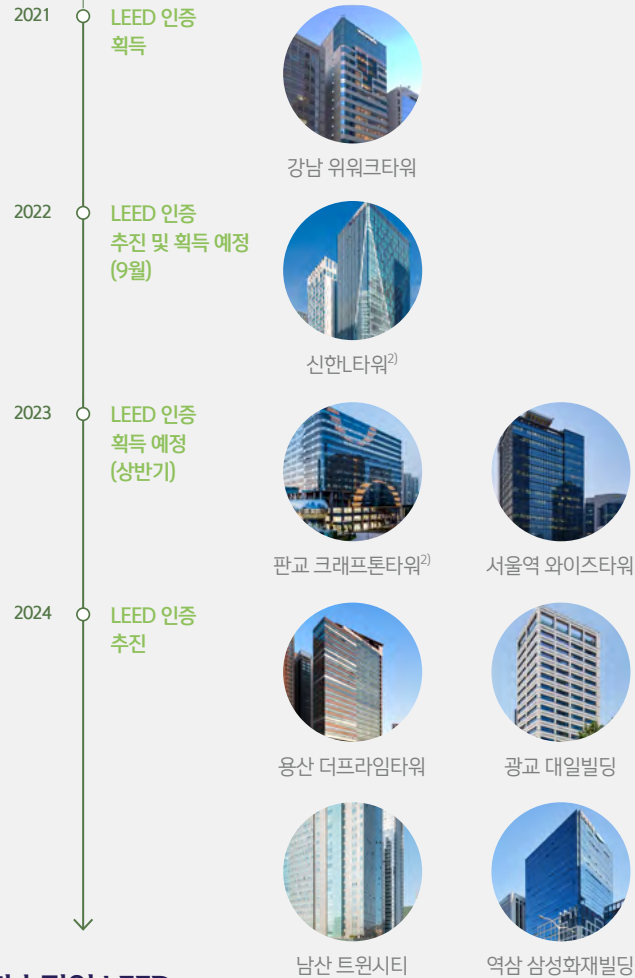 2021
LEED 인증
획득
강남 위워크타워
2022
LEED 인증
추진 및 획득 예정
(9월)
신한L타워2)
2023
LEED 인증
획득 예정
(상반기)
판교 크래프톤타워2)
서울역 와이즈타워
2024
LEED 인증
추진
용산 더프라임타워
광교 대일빌딩
남산 트윈시티
역삼 삼성화재빌딩
LEED